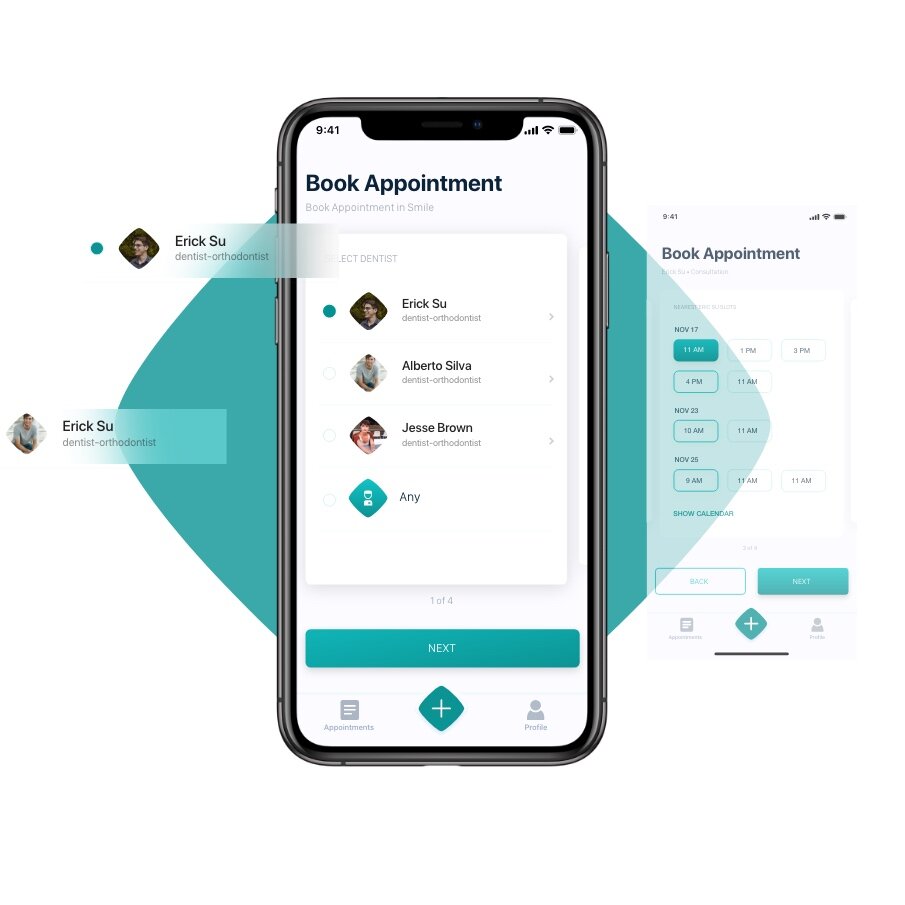 9:41
Book Appointment
Book Appointment in Smile
SELECT DENTIST
Erick Su
dentist-orthodontist
Alberto Silva
dentist-orthodontist
Jesse Brown
dentist-orthodontist
Any
1 of 4
NEXT
Appointments
Profile
Erick Su
dentist-orthodontist
Erick Su
dentist-orthodontist
9:41
Book Appointment
Erick Su • Consultation
NEAREST ERIC SU SLOTS
NOV 17
11 AM 1 PM 3 PM
4 PM 11 AM
NOV 23
10 AM 11 AM
NOV 25
9 AM 11 AM 11 AM
SHOW CALENDAR
3 of 4
BACK NEXT
Appointments
Profile